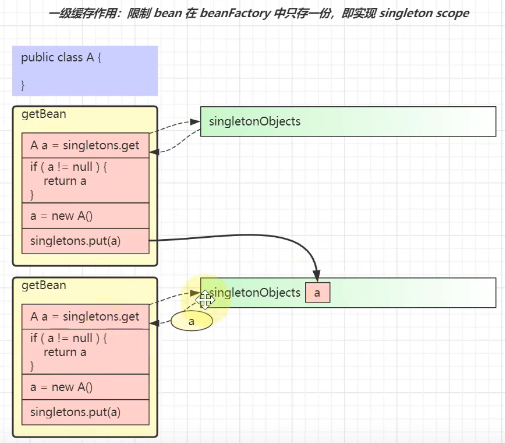 一级缓存作用：限制 bean 在 beanFactory 中只存一份，即实现 singleton scope
public class A {
}
getBean
A a = singletons.get
if ( a != null ) {
return a
}
a = new A()
singletons.put(a)
singletonObjects
getBean
A a = singletons.get
if ( a != null ) {
return a
}
a = new A()
singletons.put(a)
singletonObjects
a
a